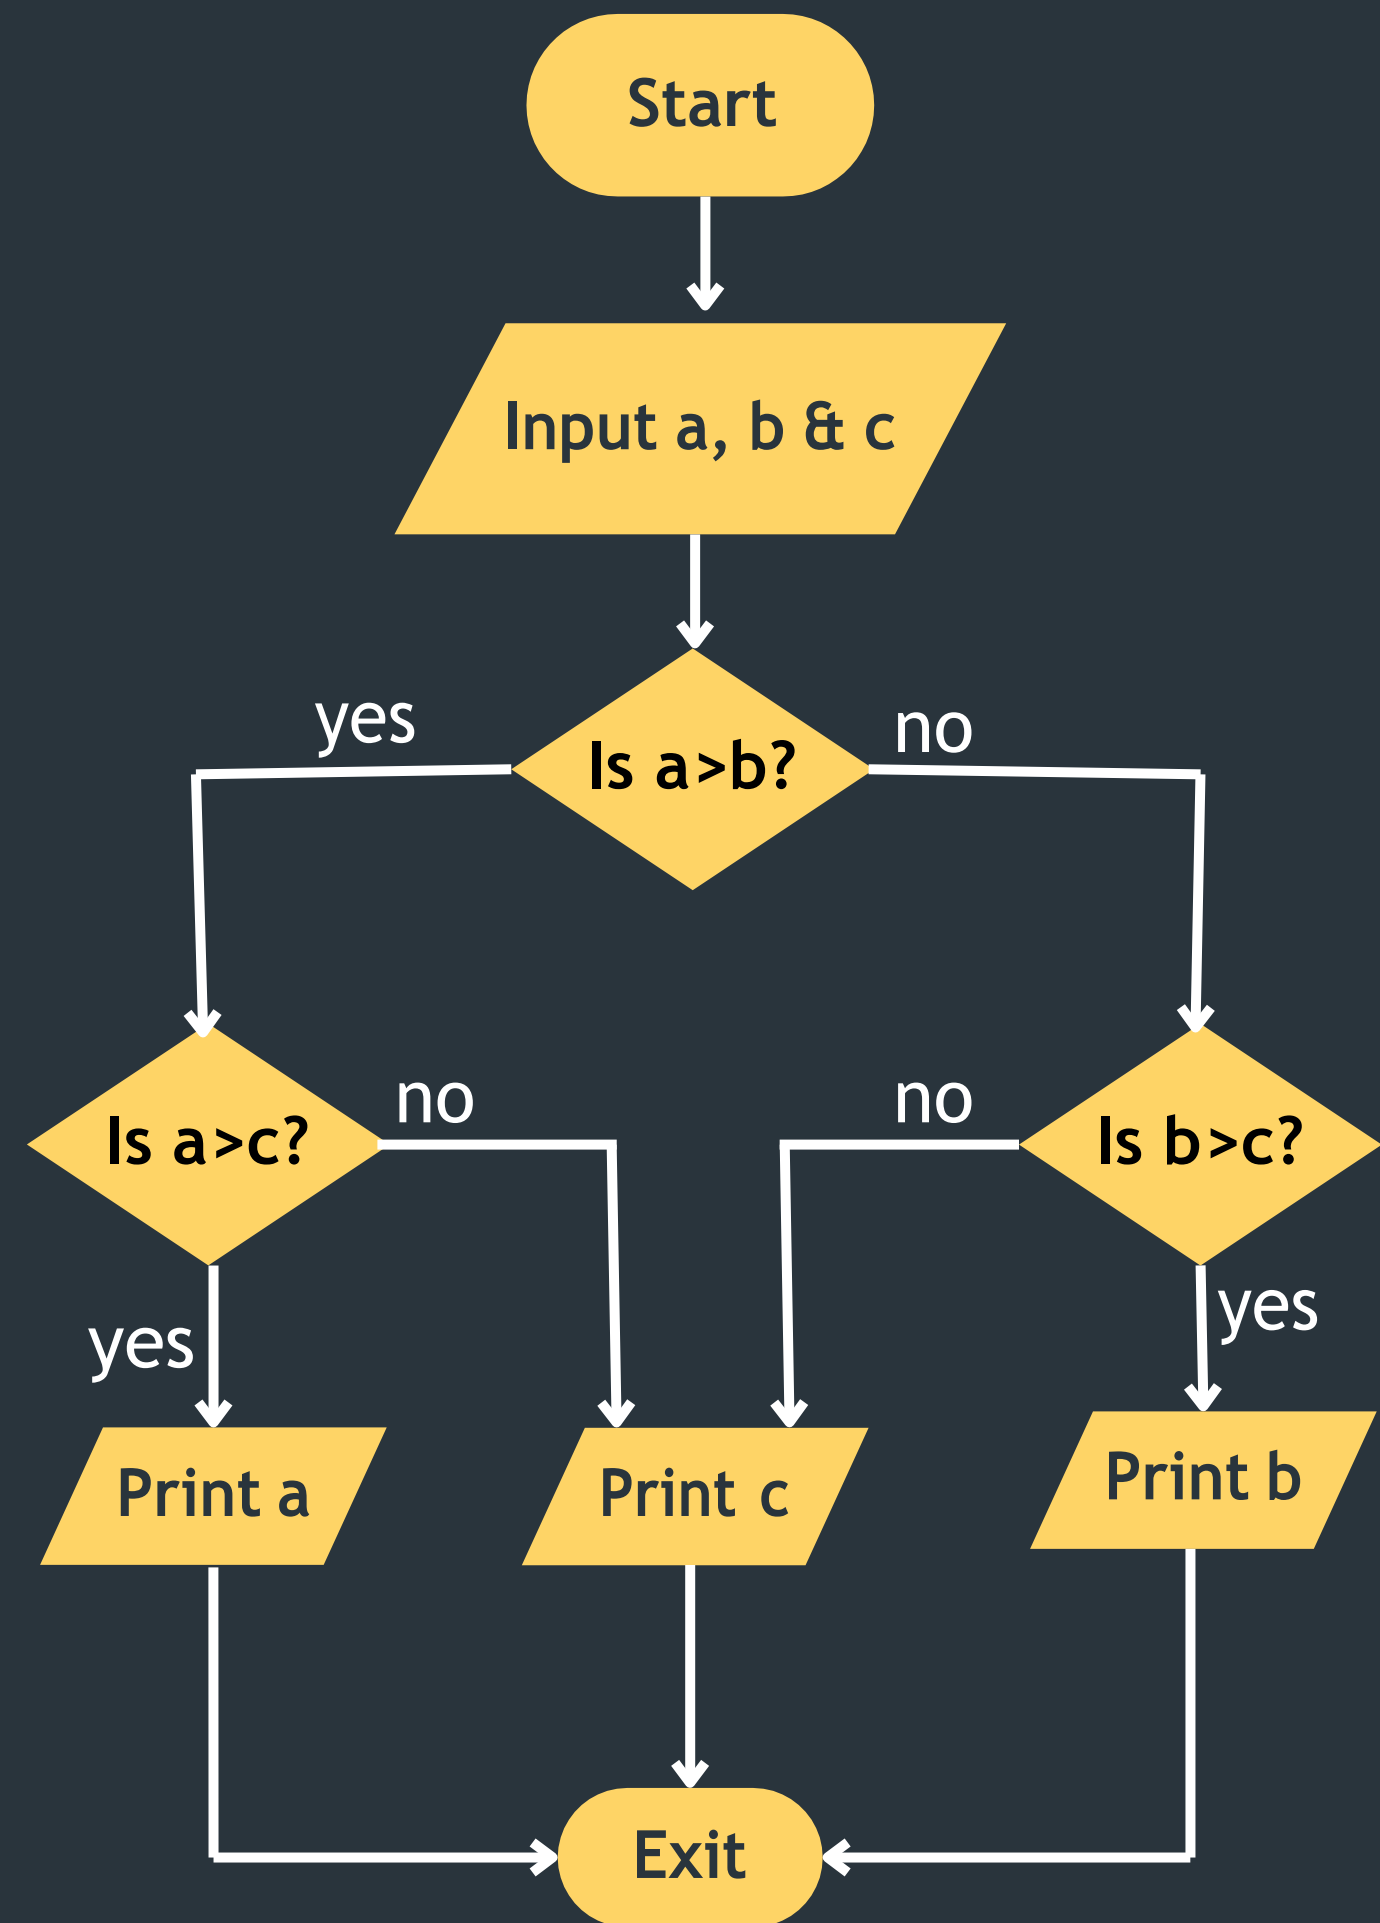 Start
Input a, b & c
Is a>b?
yes
no
Is a>c?
no
no
Is b>c?
yes
yes
Print a
Print c
Print b
Exit